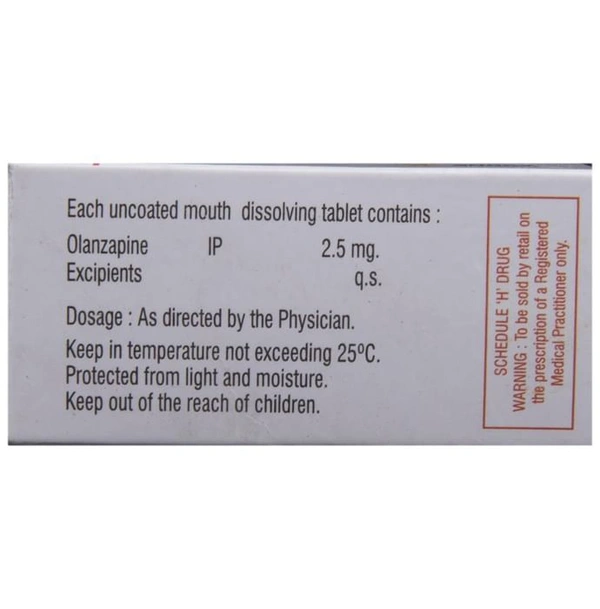 Each uncoated mouth dissolving tablet contains :
Olanzapine IP 2.5 mg.
Excipients q.s.
Dosage : As directed by the Physician.
Keep in temperature not exceeding 25ºC.
Protected from light and moisture.
Keep out of the reach of children.
SCHEDULE 'H' DRUG
WARNING : To be sold by retail on
the prescription of a Registered
Medical Practitioner only.